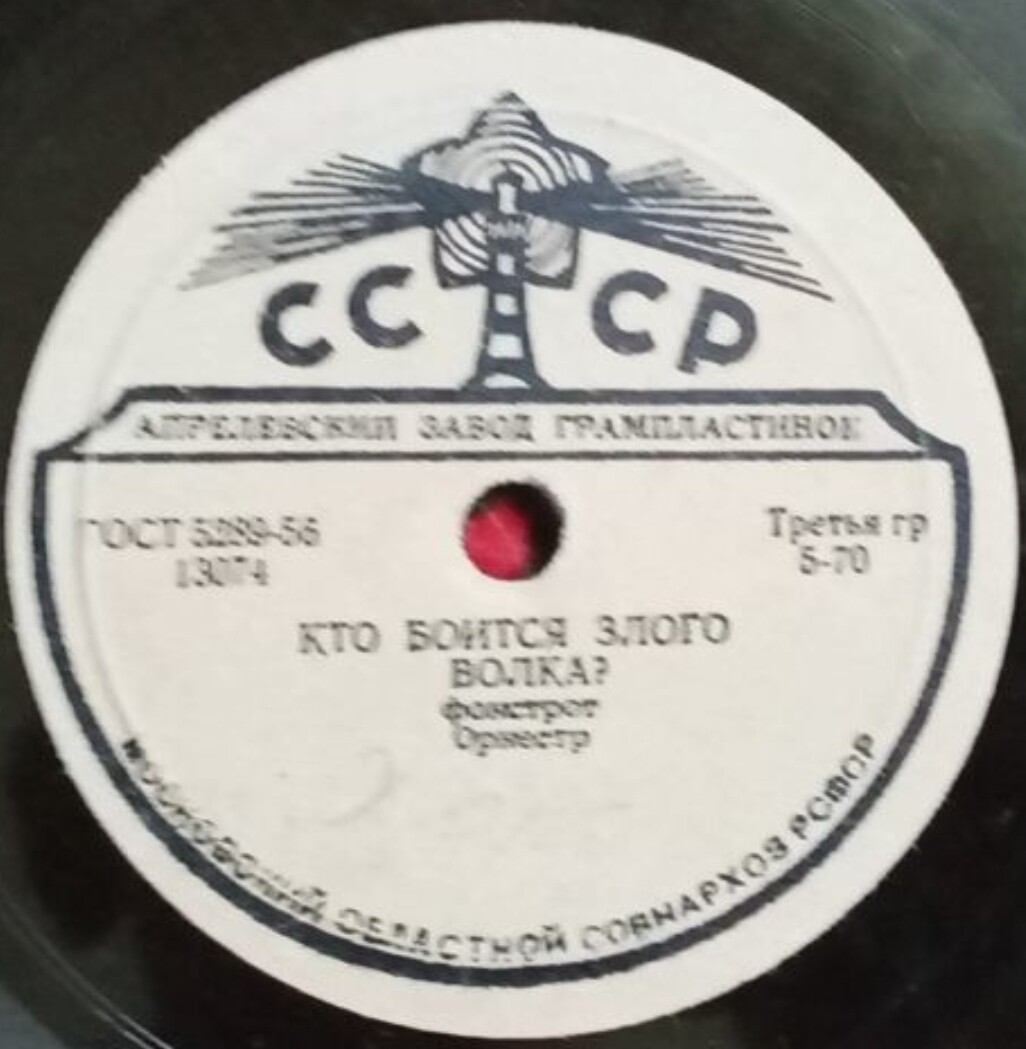 СССР
АПРЕЛЕВСКИЙ ЗАВОД ГРАМПЛАСТИНОК
ГОСТ 5289-56
13074
Третья гр
5-70
КТО БОИТСЯ ЗЛОГО
ВОЛКА?
фокстрот
Оркестр
МОСКОВСКИЙ ОБЛАСТНОЙ СОВНАРХОЗ РСФСР